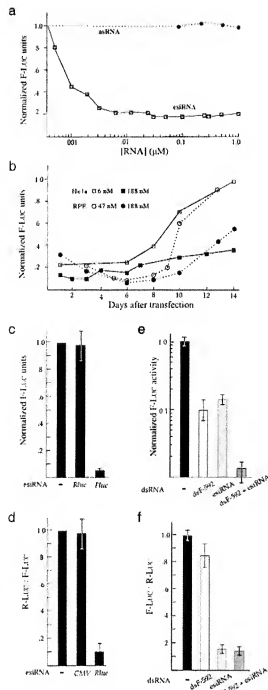 a
Normalized F-Luc units
1.0
.8
.6
.4
.2
asRNA
esiRNA
.001
.01
0.1
1.0
[RNA] (μM)
b
Normalized F-Luc units
1.0
.8
.6
.4
.2
HeLa 6 nM 188 nM
RPE 47 nM 188 nM
0 2 4 6 8 10 12 14
Days after transfection
c
Normalized F-Luc units
1.0
.8
.6
.4
.2
esiRNA – Rluc Fluc
e
Normalized F-Luc activity
1.0
dsRNA – dsF-592 esiRNA dsF-592 + esiRNA
d
R-Luc : F-Luc
1.0
.8
.6
.4
.2
esiRNA – CMV Rluc
f
F-Luc : R-Luc
1.0
.8
.6
.4
.2
dsRNA – dsF-592 esiRNA + esiRNA